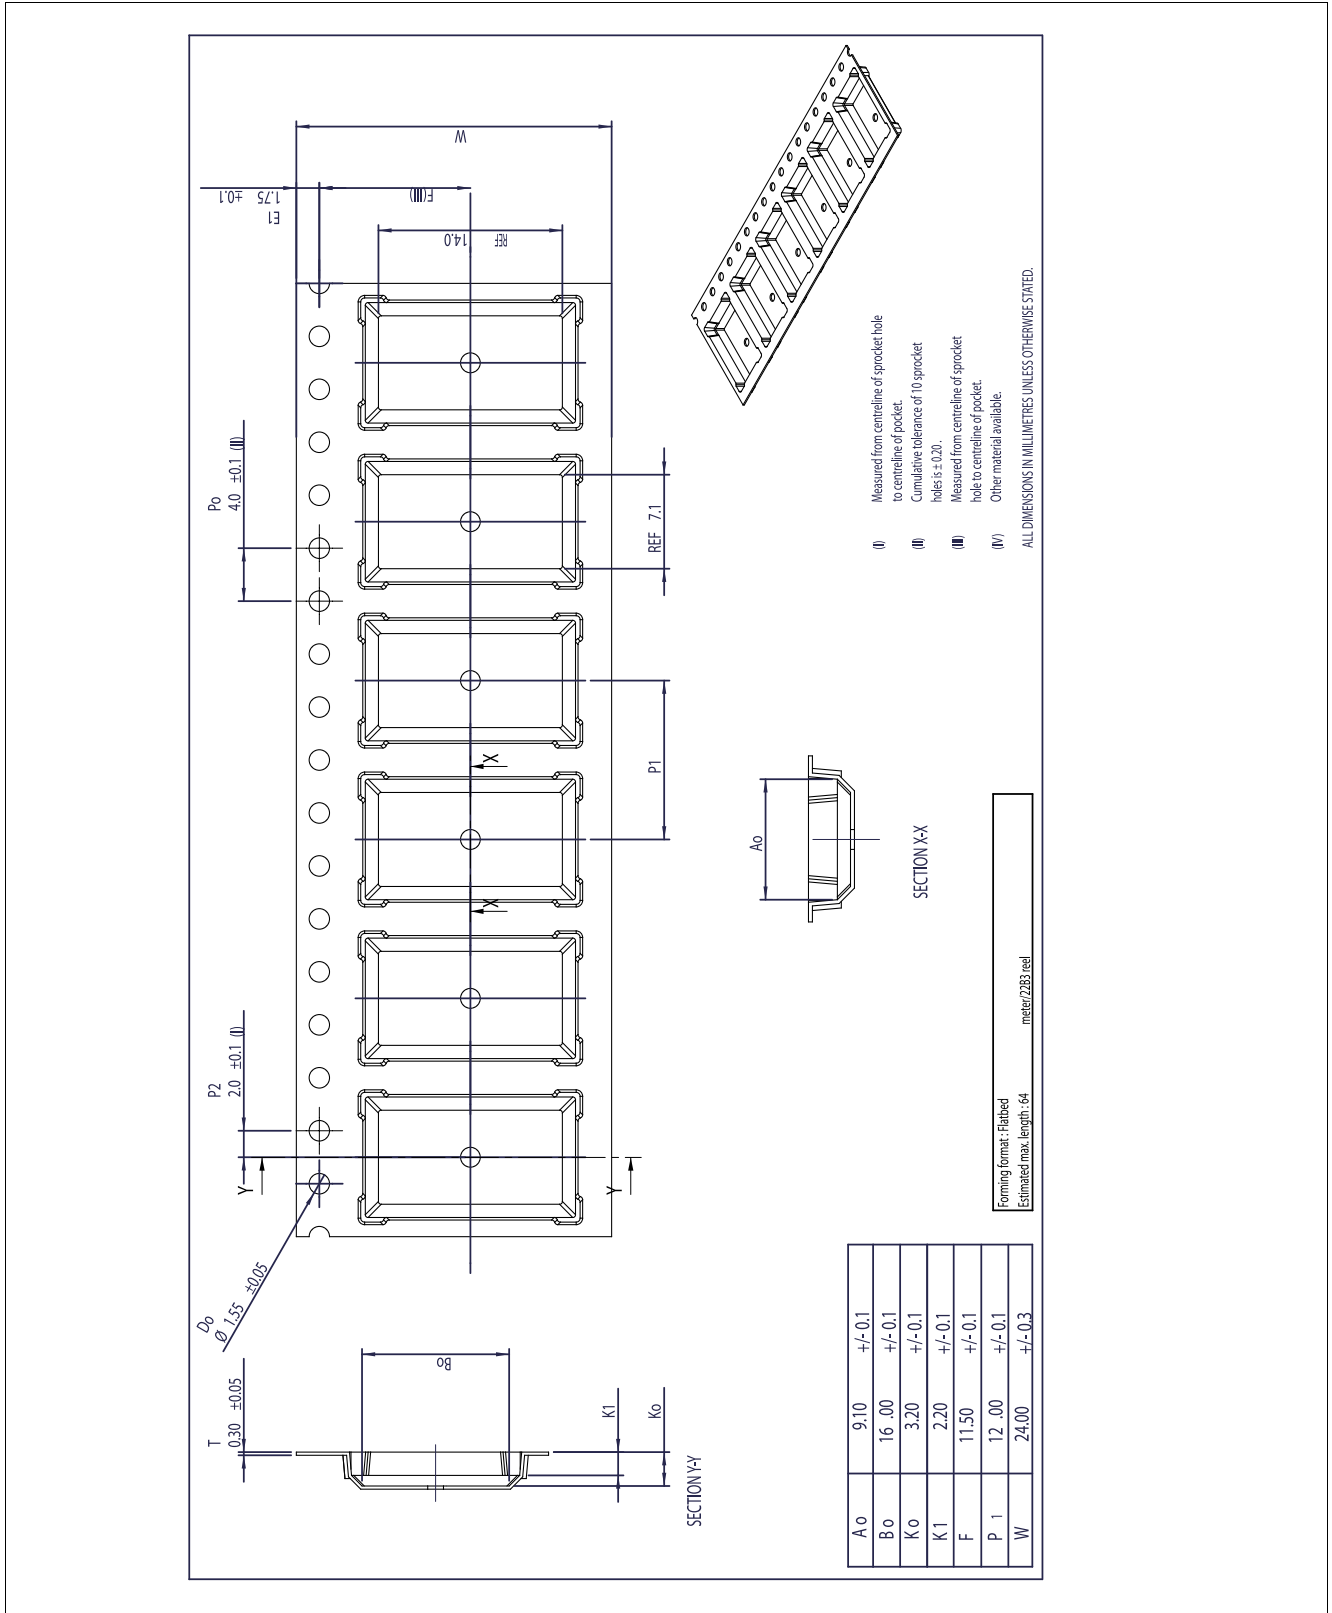 W
E1
1.75 ±0.1
F(III)
14.0 REF
Po
4.0 ±0.1 (II)
REF 7.1
P1
X
X
P2
2.0 ±0.1 (I)
Y
Y
Do
Ø 1.55 ±0.05
T
0.30 ±0.05
Bo
K1
Ko
SECTION Y-Y
Ao
SECTION X-X
(I) Measured from centreline of sprocket hole
to centreline of pocket.
(II) Cumulative tolerance of 10 sprocket
holes is ± 0.20 .
(III) Measured from centreline of sprocket
hole to centreline of pocket.
(IV) Other material available.
ALL DIMENSIONS IN MILLIMETRES UNLESS OTHERWISE STATED.
Forming format : Flatbed
Estimated max. length : 64 meter/22B3 reel
A o 9.10 +/- 0.1
B o 16 .00 +/- 0.1
K o 3.20 +/- 0.1
K 1 2.20 +/- 0.1
F 11.50 +/- 0.1
P 1 12 .00 +/- 0.1
W 24.00 +/- 0.3